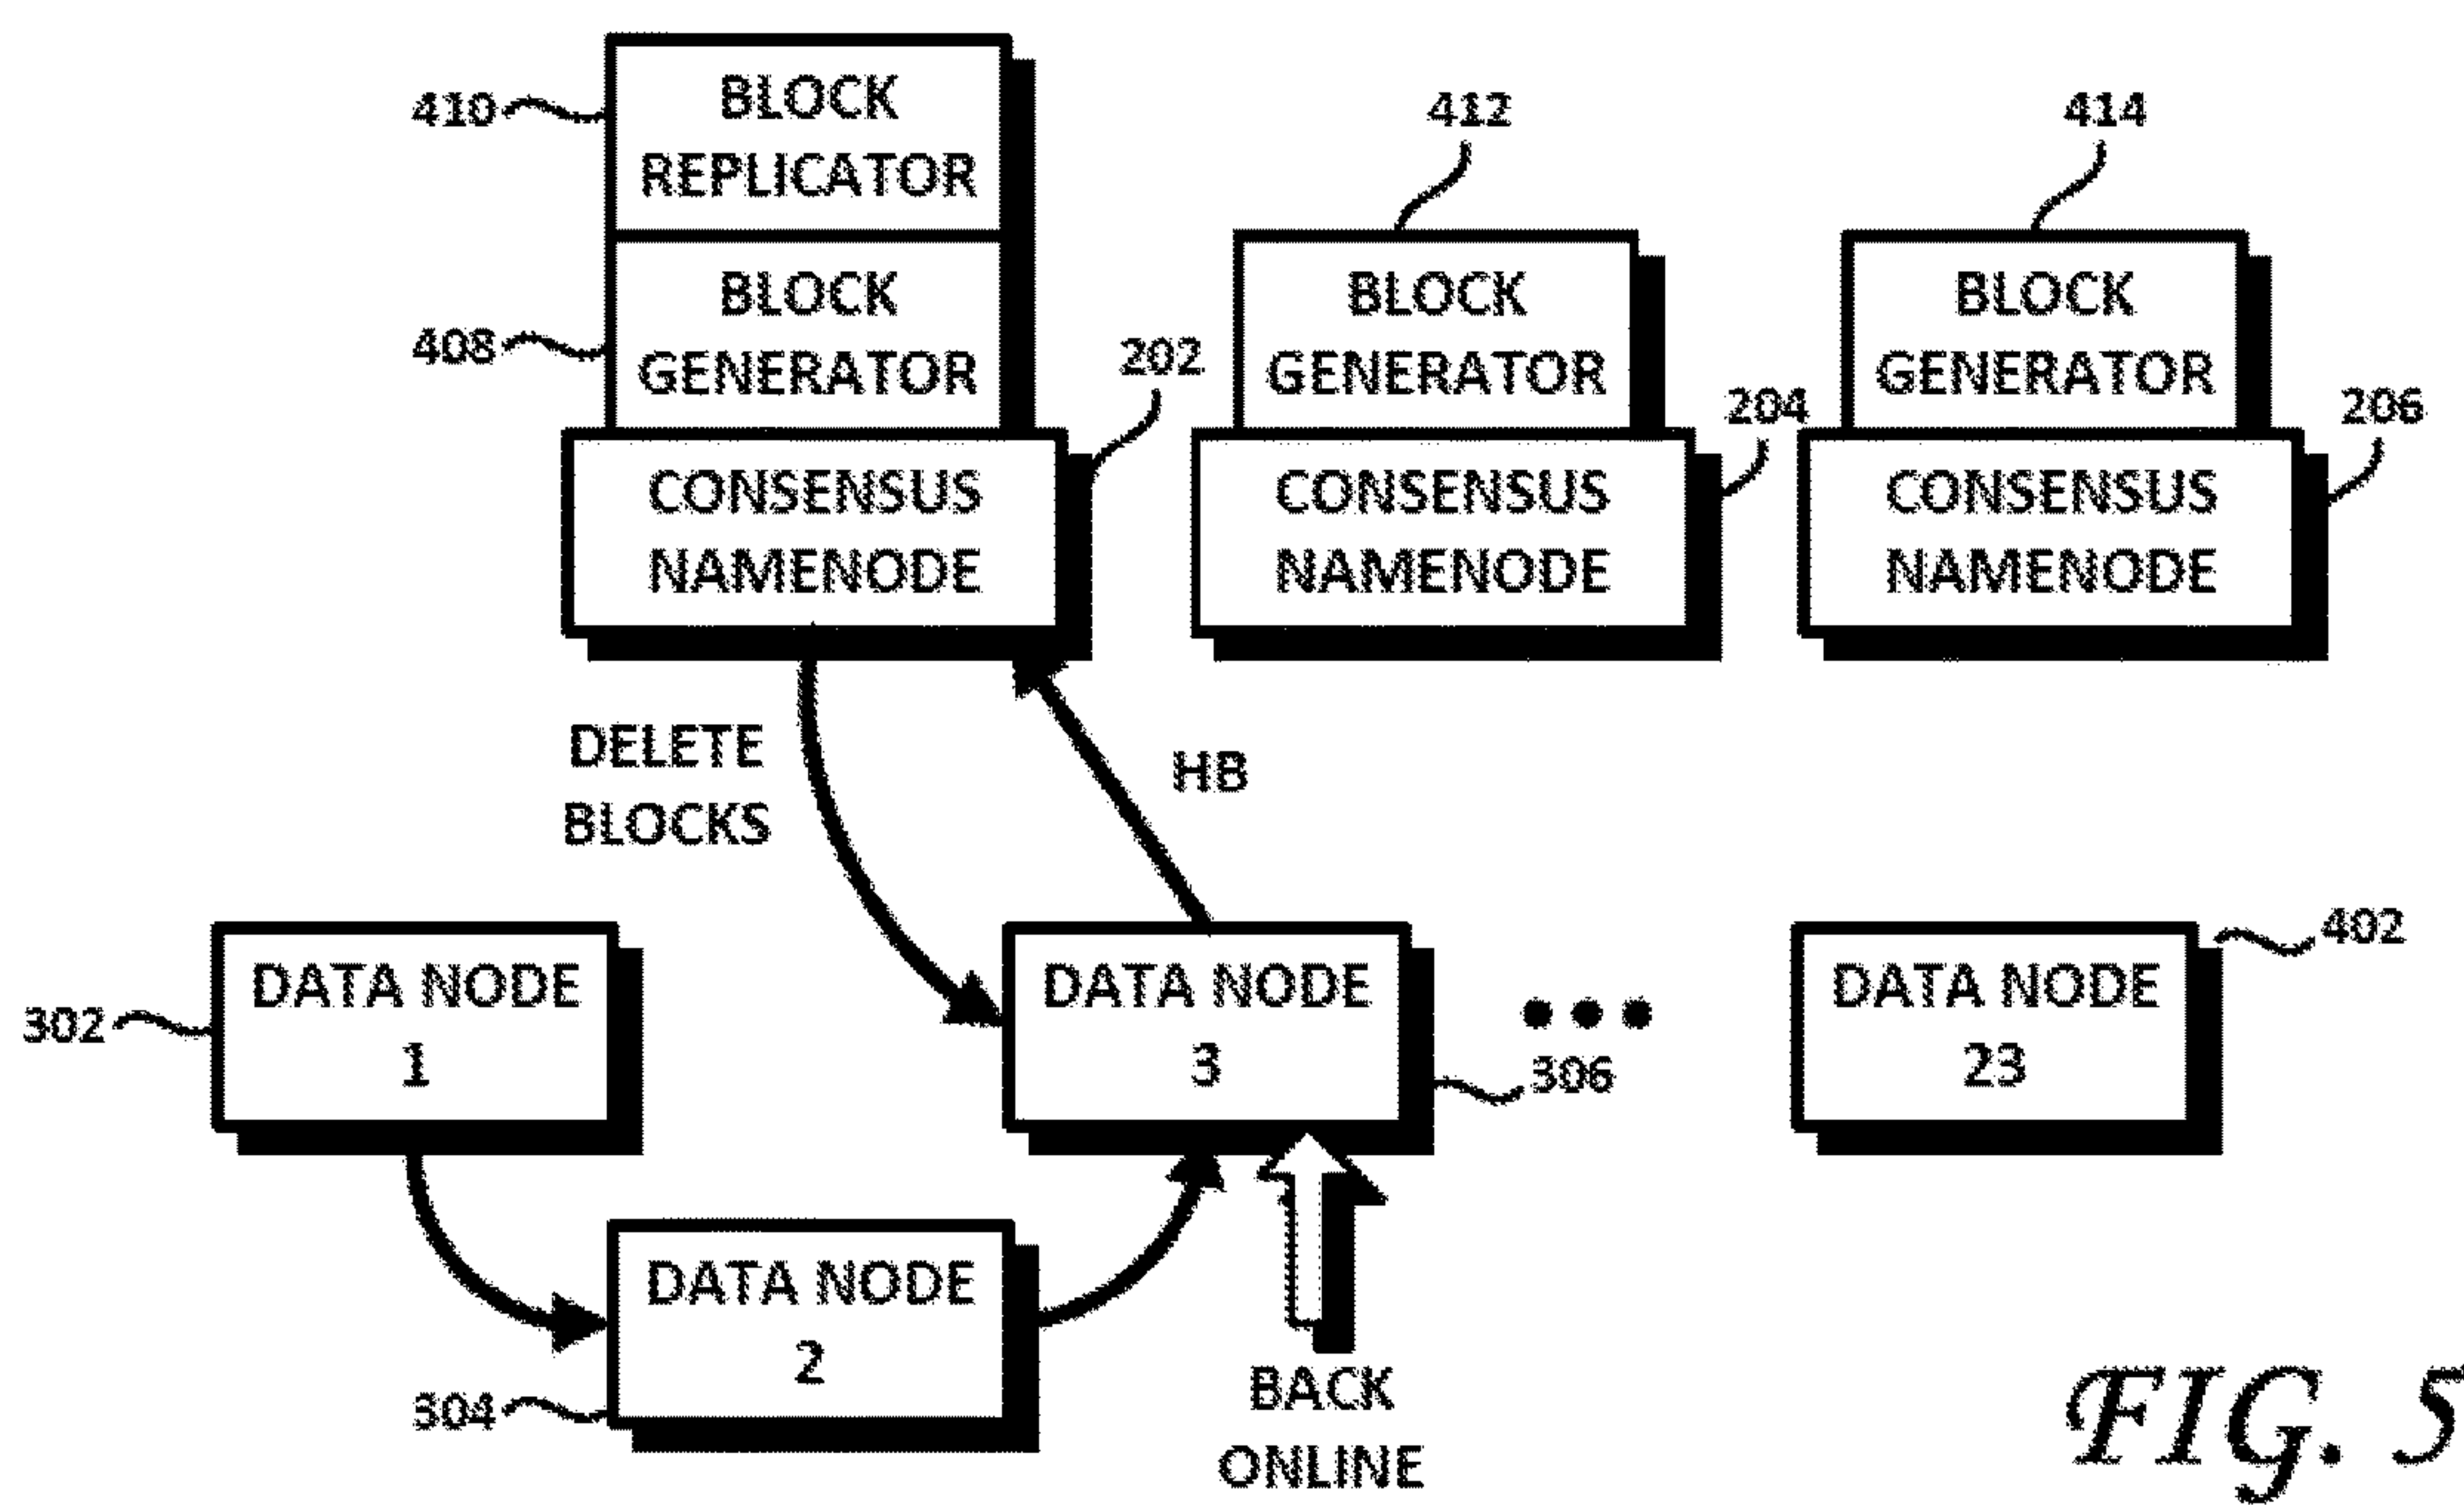 BLOCK
REPLICATOR
410
412
414
BLOCK
GENERATOR
408
BLOCK
GENERATOR
BLOCK
GENERATOR
202
204
206
CONSENSUS
NAMENODE
CONSENSUS
NAMENODE
CONSENSUS
NAMENODE
DELETE
BLOCKS
HB
DATA NODE
1
302
DATA NODE
3
306
DATA NODE
23
402
DATA NODE
2
304
BACK
ONLINE
FIG. 5